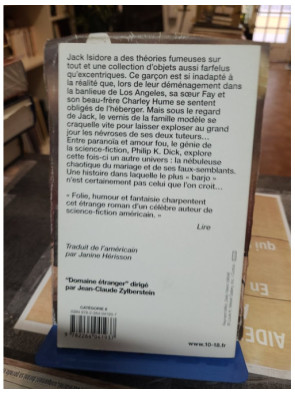 Jack Isidore a des théories fumeuses sur
tout et une collection d'objets aussi farfelus
qu'excentriques. Ce garçon est si inadapté à
la réalité que, lors de leur déménagement dans
la banlieue de Los Angeles, sa sœur Fay et
son beau-frère Charley Hume se sentent
obligés de l'héberger. Mais sous le regard
de Jack, le vernis de la famille modèle se
craquelle vite pour laisser exploser au grand
jour les névroses de ses deux tuteurs...
Entre paranoïa et amour fou, le génie de
la science-fiction, Philip K. Dick, explore
cette fois-ci un autre univers : la nébuleuse
chaotique du mariage et de ses faux-semblants.
Une histoire dans laquelle le plus « barjo »
n'est certainement pas celui que l'on croit...
« Folie, humour et fantaisie charpentent
cet étrange roman d'un célèbre auteur de
science-fiction américain. »
Lire
Traduit de l'américain
par Janine Hérisson
"Domaine étranger" dirigé
par Jean-Claude Zylberstein
www.10-18.fr
qui
En
AIDE